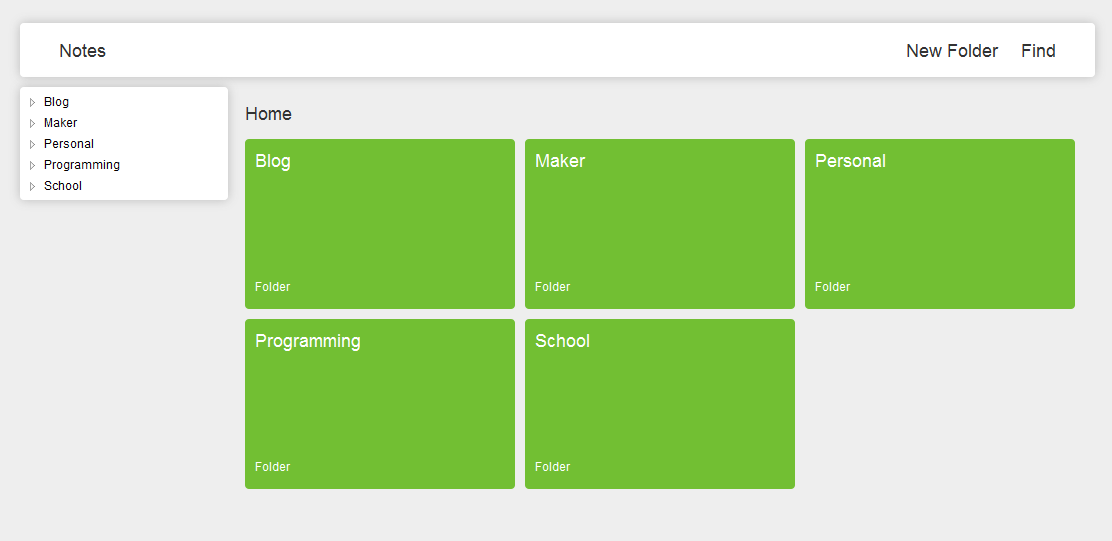 Notes New Folder Find
Blog
Maker
Personal
Programming
School
Home
Blog Maker Personal
Folder Folder Folder
Programming School
Folder Folder